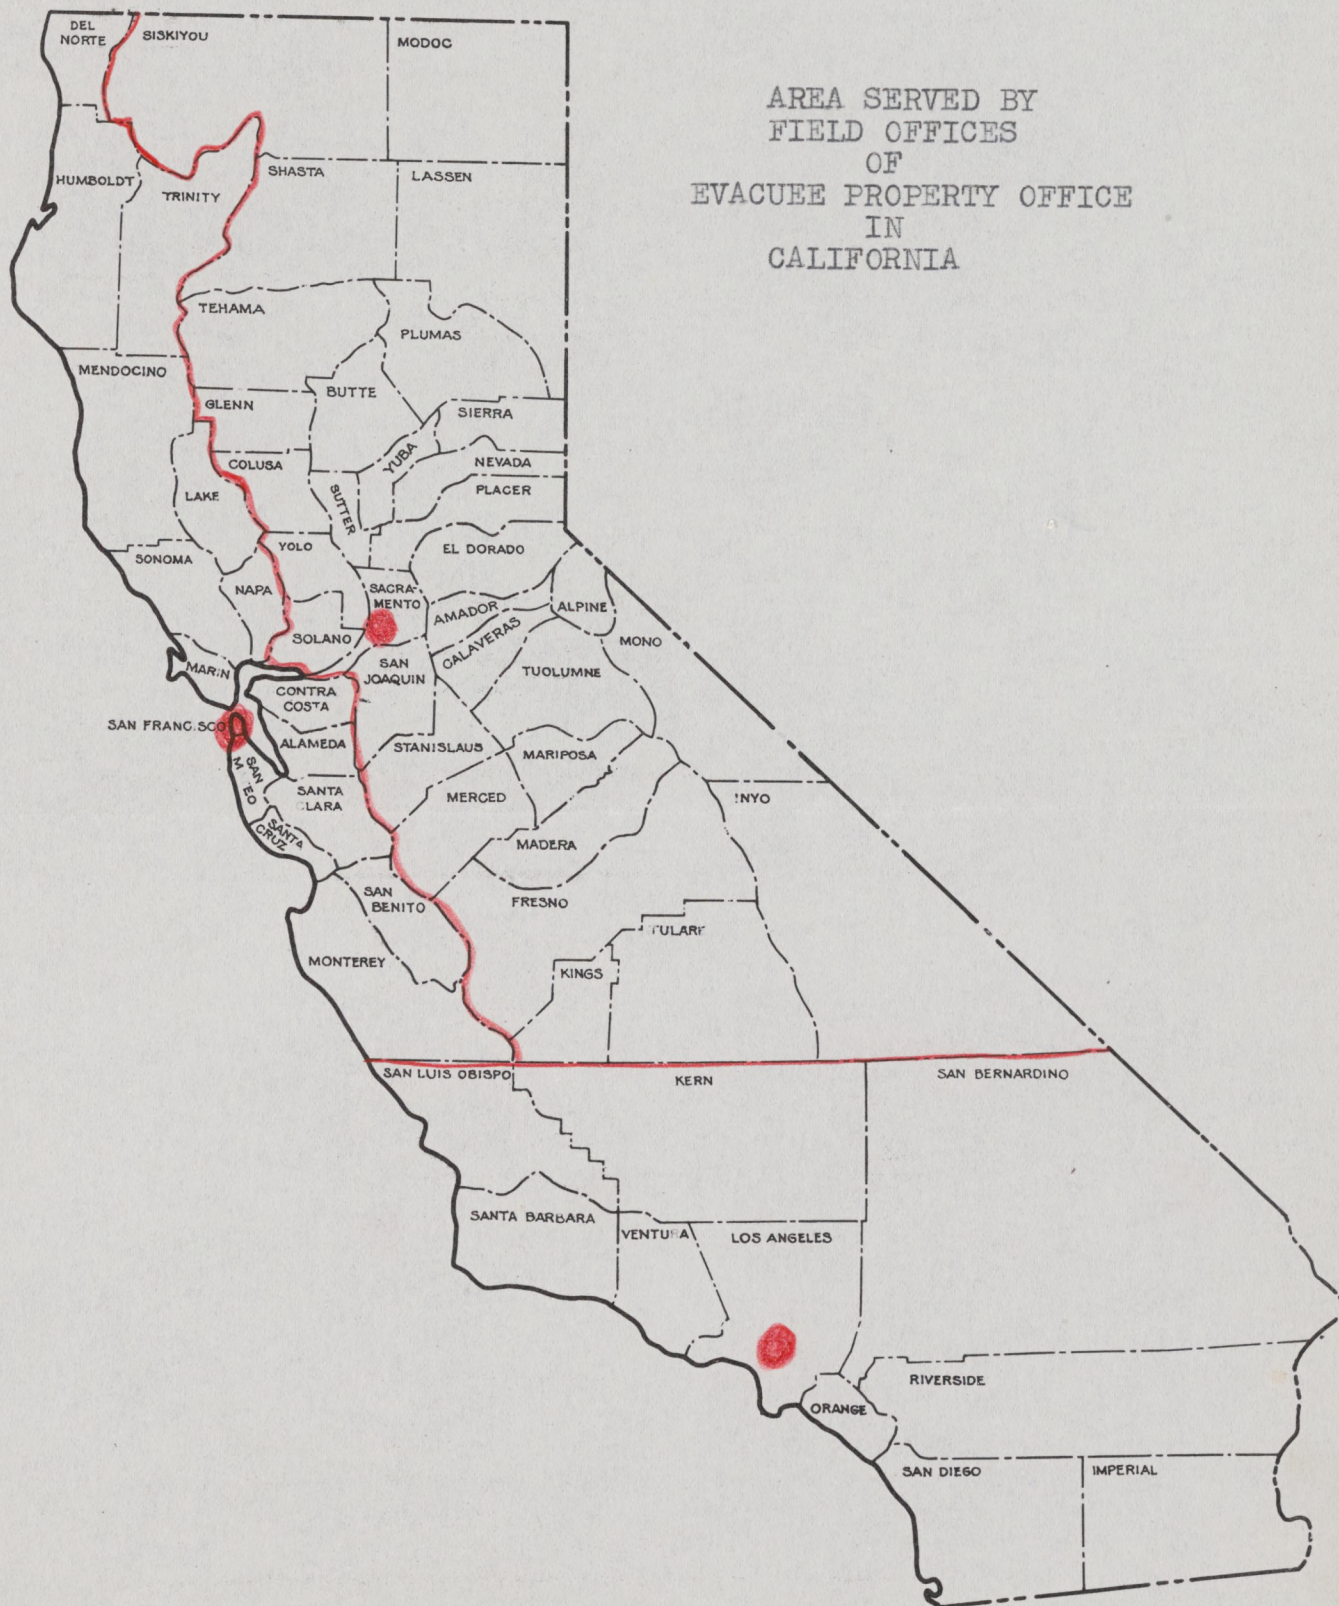 AREA SERVED BY
FIELD OFFICES
OF
EVACUEE PROPERTY OFFICE
IN
CALIFORNIA
DEL
NORTE
SISKIYOU
MODOC
HUMBOLDT
TRINITY
SHASTA
LASSEN
TEHAMA
PLUMAS
MENDOCINO
GLENN
BUTTE
SIERRA
COLUSA
YUBA
NEVADA
LAKE
SUTTER
PLACER
SONOMA
YOLO
EL DORADO
NAPA
SACRA-
MENTO
AMADOR
ALPINE
SOLANO
CALAVERAS
MONO
MARIN
SAN
JOAQUIN
TUOLUMNE
CONTRA
COSTA
SAN FRANC.SCO
ALAMEDA
STANISLAUS
MARIPOSA
SAN
M EO
SANTA
CLARA
MERCED
INYO
SANTA
CRUZ
MADERA
SAN
BENITO
FRESNO
TULARE
MONTEREY
KINGS
SAN LUIS OBISPO
KERN
SAN BERNARDINO
SANTA BARBARA
VENTURA
LOS ANGELES
RIVERSIDE
ORANGE
SAN DIEGO
IMPERIAL